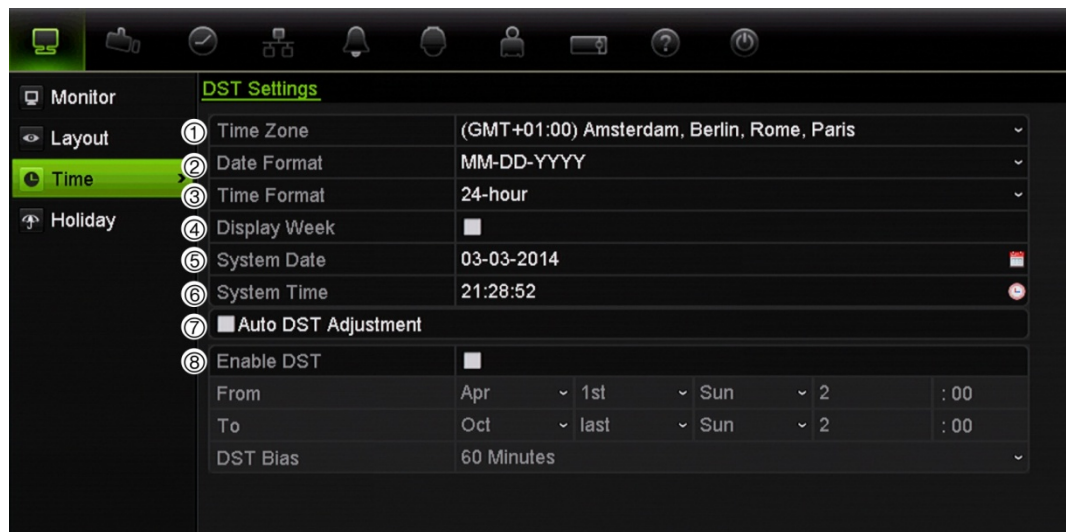 DST Settings
Monitor
Layout
Time
Holiday
① Time Zone (GMT+01:00) Amsterdam, Berlin, Rome, Paris
② Date Format MM-DD-YYYY
③ Time Format 24-hour
④ Display Week
⑤ System Date 03-03-2014
⑥ System Time 21:28:52
⑦ Auto DST Adjustment
⑧ Enable DST
From Apr 1st Sun 2 : 00
To Oct last Sun 2 : 00
DST Bias 60 Minutes